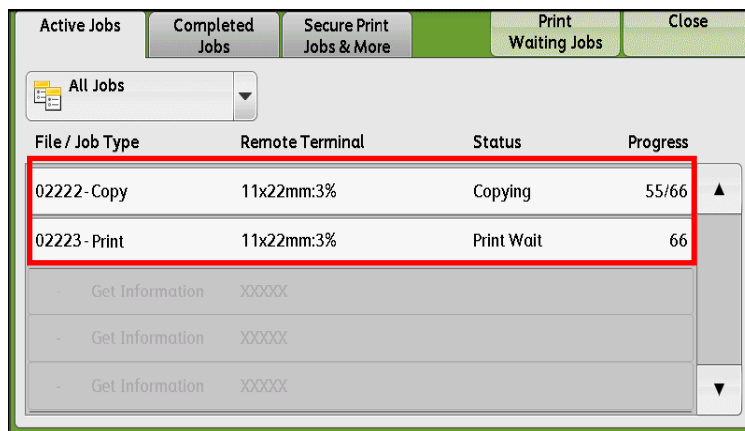 Active Jobs
Completed Jobs
Secure Print Jobs & More
Print Waiting Jobs
Close
All Jobs
File / Job Type Remote Terminal Status Progress
02222 - Copy 11x22mm:3% Copying 55/66
02223 - Print 11x22mm:3% Print Wait 66
- Get Information XXXXX
- Get Information XXXXX
- Get Information XXXXX